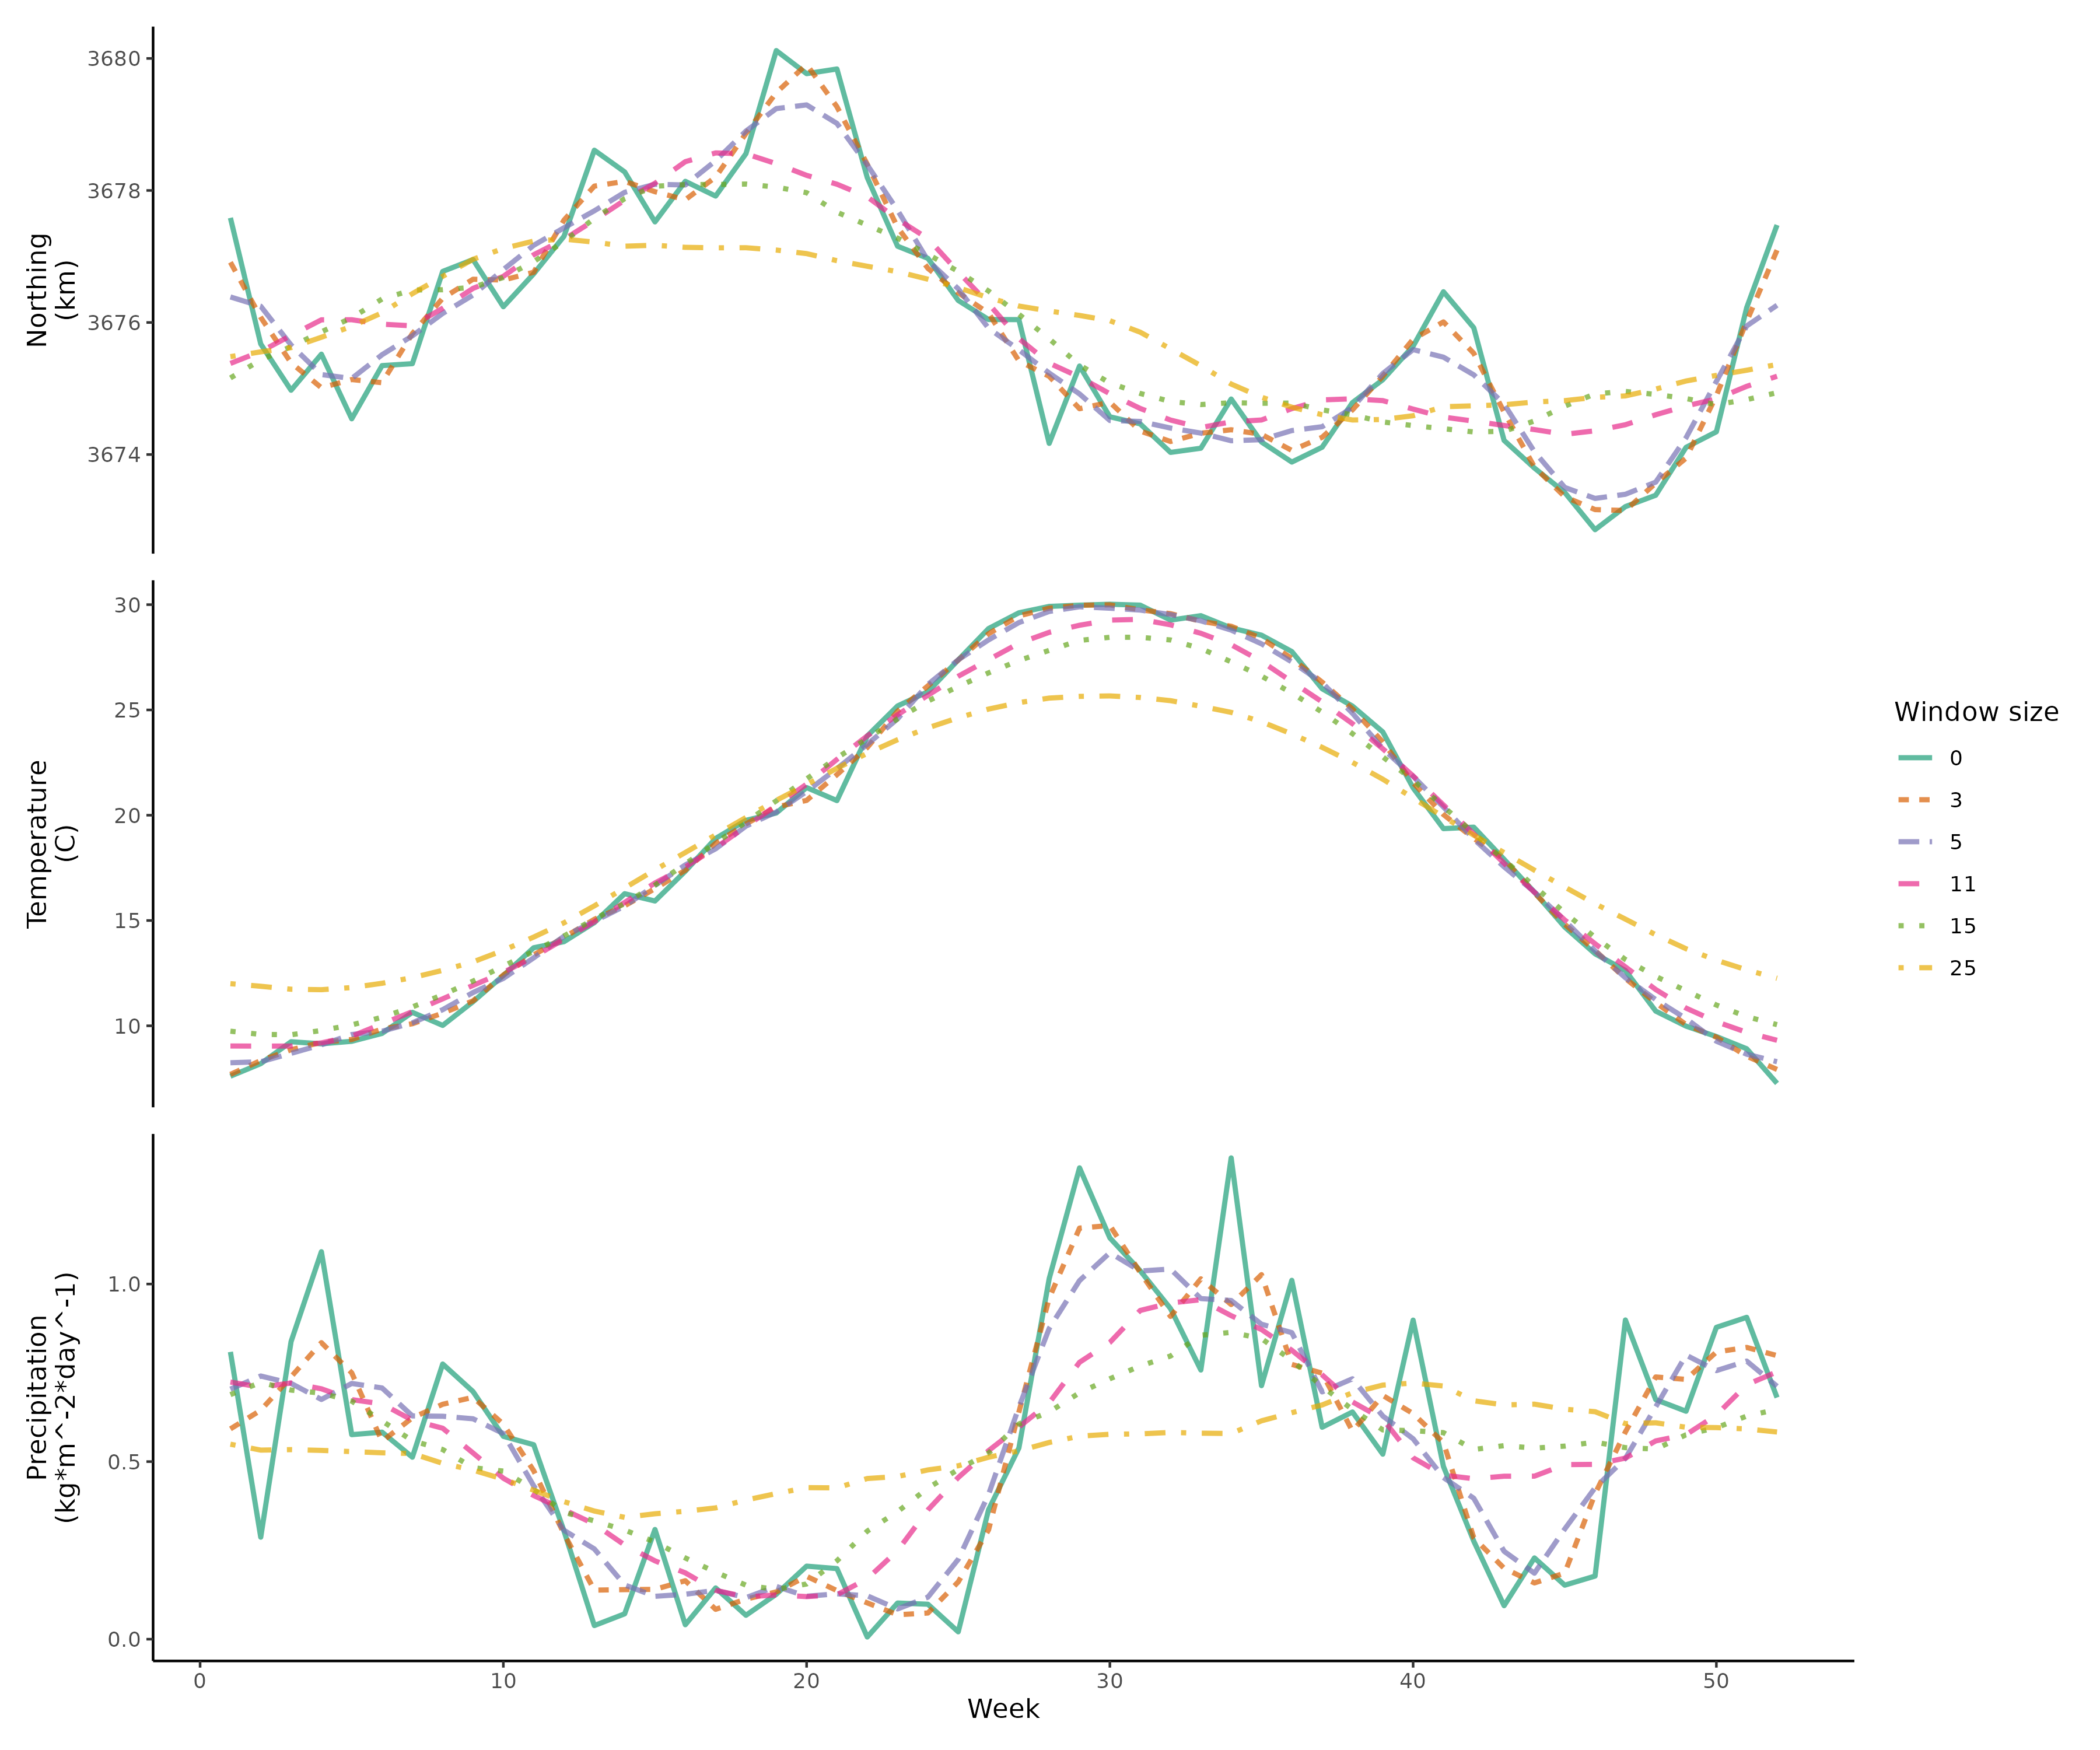 3680
3678
3676
3674
Northing
(km)
30
25
20
15
10
Temperature
(C)
1.0
0.5
0.0
Precipitation
(kg*m^-2*day^-1)
0 10 20 30 40 50
Week
Window size
0
3
5
11
15
25